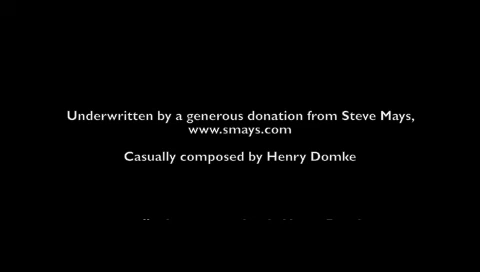 Underwritten by a generous donation from Steve Mays,
www.smays.com
Casually composed by Henry Domke